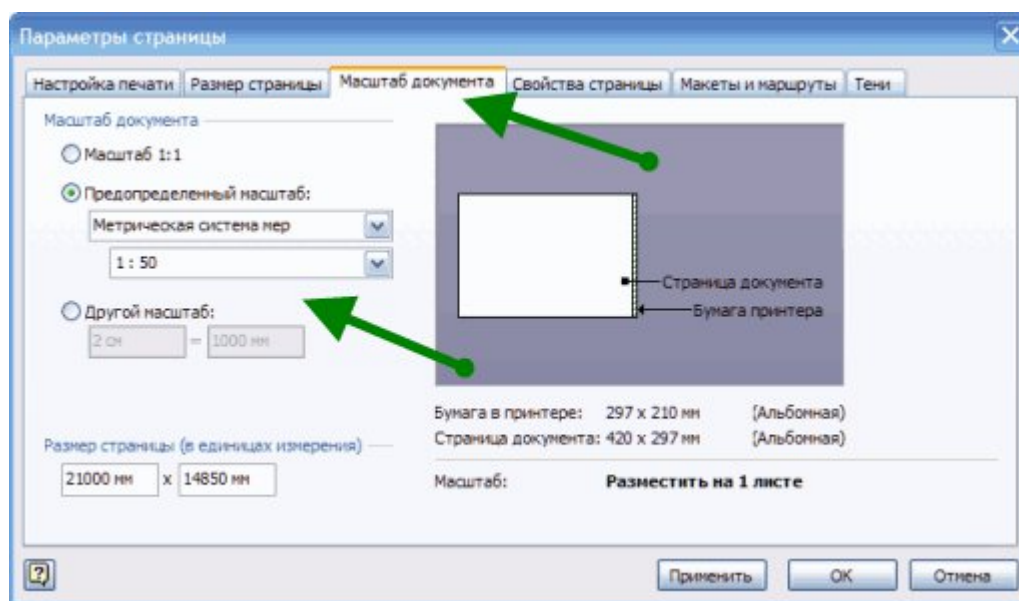 Параметры страницы
Настройка печати Размер страницы Масштаб документа Свойства страницы Макеты и маршруты Тени
Масштаб документа
Масштаб 1:1
Предопределенный масштаб:
Метрическая система мер
1 : 50
Другой масштаб:
2 см = 1000 мм
Страница документа
Бумага принтера
Бумага в принтере: 297 x 210 мм (Альбомная)
Страница документа: 420 x 297 мм (Альбомная)
Размер страницы (в единицах измерения)
21000 мм x 14850 мм
Масштаб: Разместить на 1 листе
Применить OK Отмена